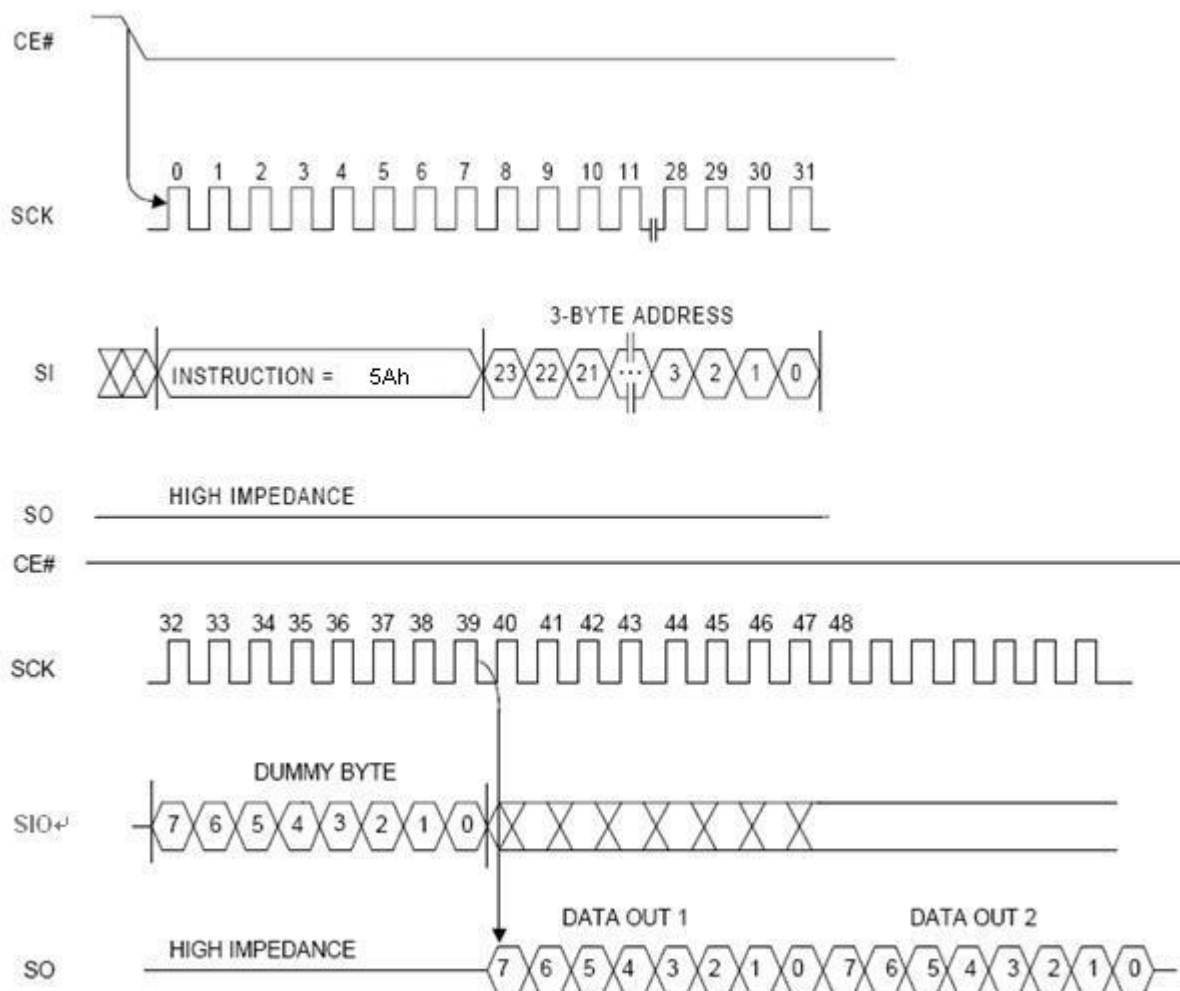 CE#
0 1 2 3 4 5 6 7 8 9 10 11 28 29 30 31
SCK
3-BYTE ADDRESS
SI INSTRUCTION = 5Ah 23 22 21 ... 3 2 1 0
HIGH IMPEDANCE
SO
CE#
32 33 34 35 36 37 38 39 40 41 42 43 44 45 46 47 48
SCK
DUMMY BYTE
SIO↵ 7 6 5 4 3 2 1 0
DATA OUT 1 DATA OUT 2
HIGH IMPEDANCE
SO 7 6 5 4 3 2 1 0 7 6 5 4 3 2 1 0